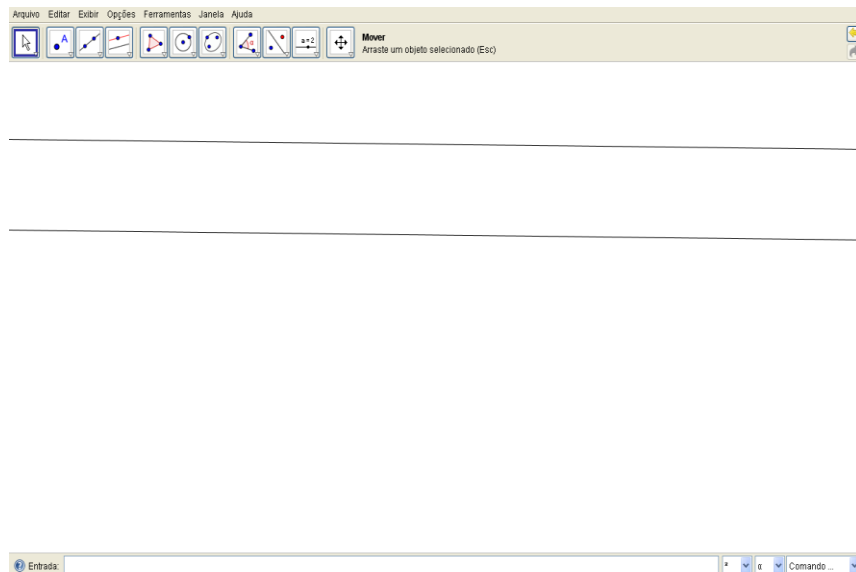 Arquivo Editar Exibir Opções Ferramentas Janela Ajuda
A α a=2 Mover
Arraste um objeto selecionado (Esc)
Entrada: α Comando ...